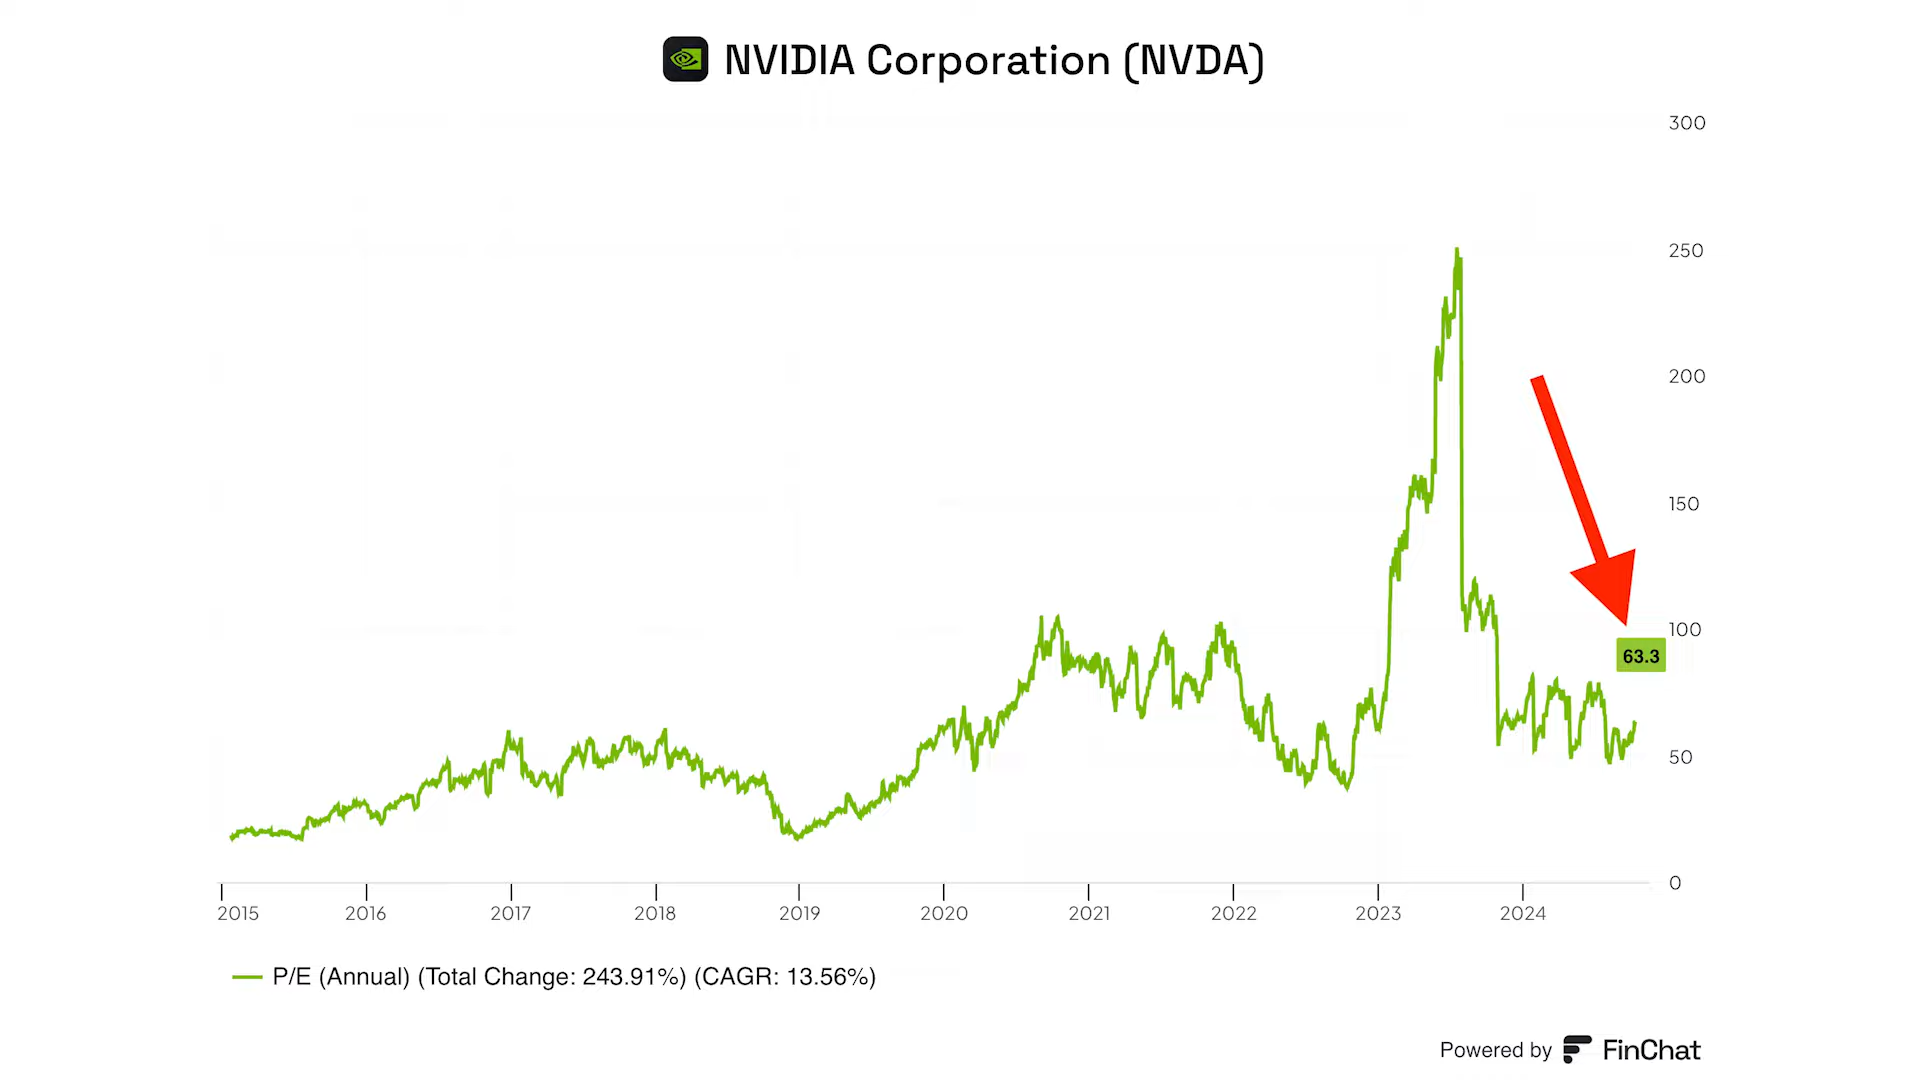 NVIDIA Corporation (NVDA)
300
250
200
150
100
63.3
50
0
2015 2016 2017 2018 2019 2020 2021 2022 2023 2024
P/E (Annual) (Total Change: 243.91%) (CAGR: 13.56%)
Powered by FinChat